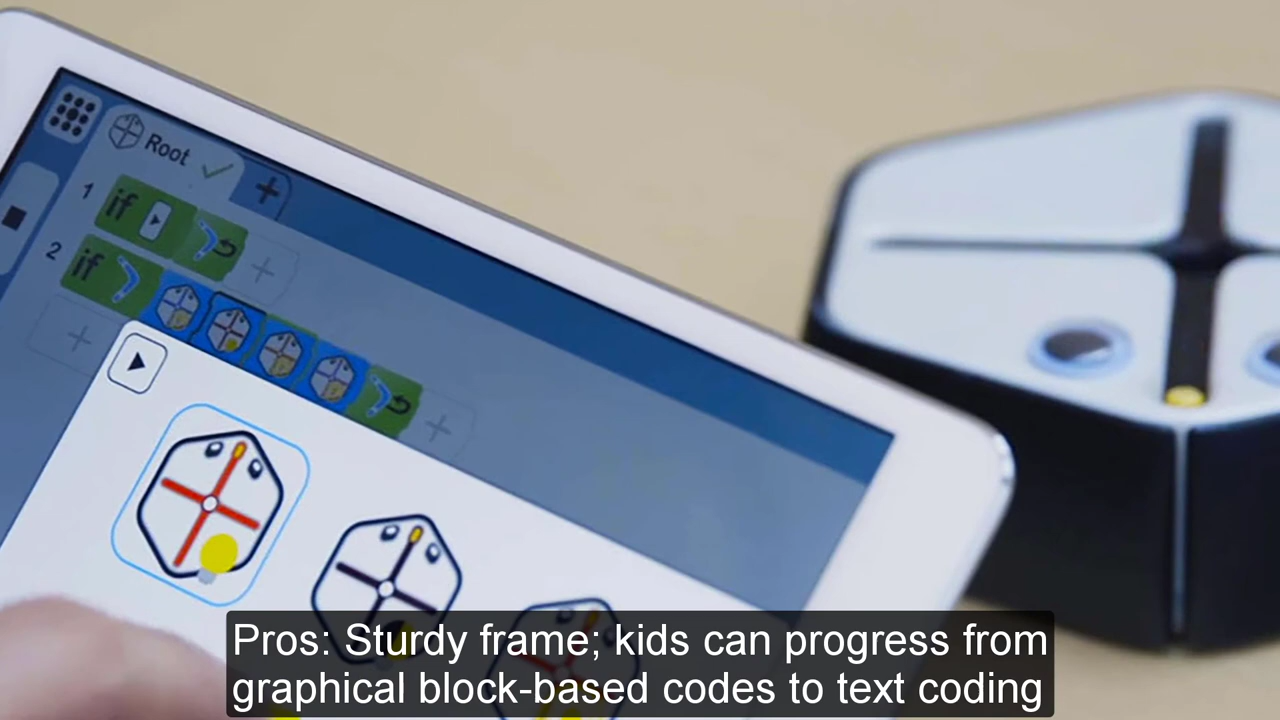 Root
1
if
2
if
Pros: Sturdy frame; kids can progress from
graphical block-based codes to text coding